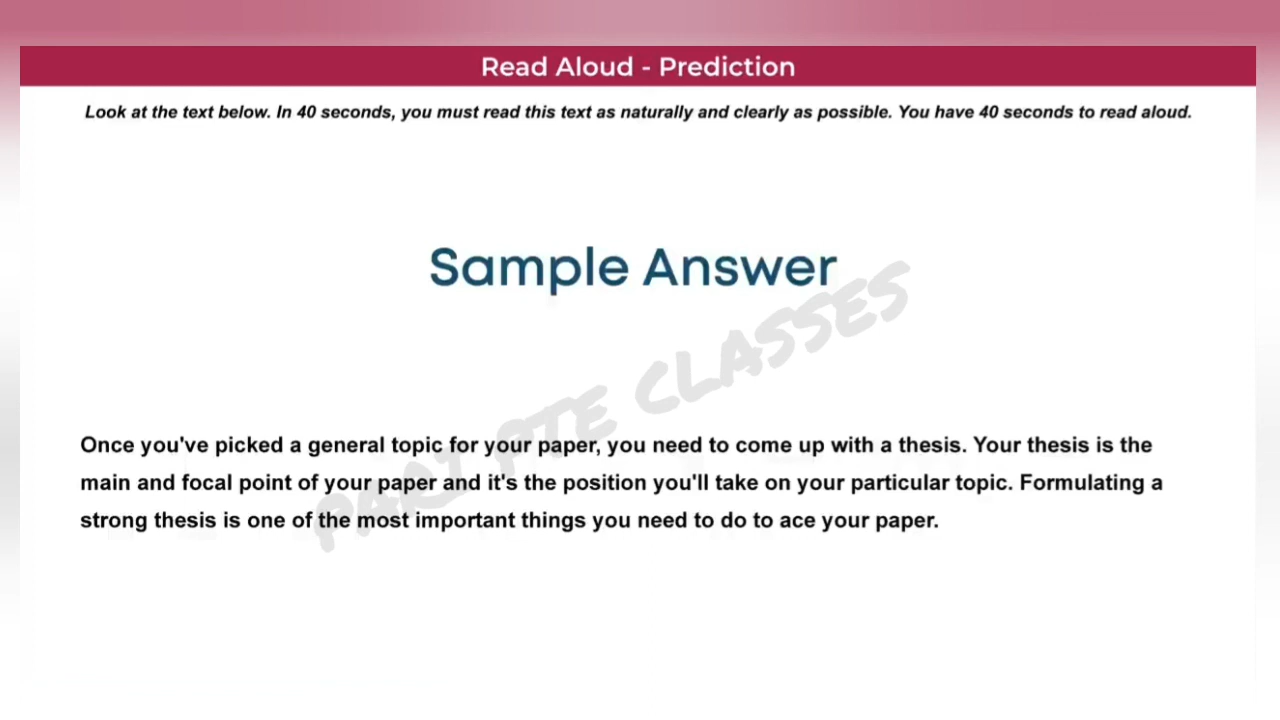 Read Aloud - Prediction
Look at the text below. In 40 seconds, you must read this text as naturally and clearly as possible. You have 40 seconds to read aloud.
Sample Answer
PARI PTE CLASSES
Once you've picked a general topic for your paper, you need to come up with a thesis. Your thesis is the
main and focal point of your paper and it's the position you'll take on your particular topic. Formulating a
strong thesis is one of the most important things you need to do to ace your paper.